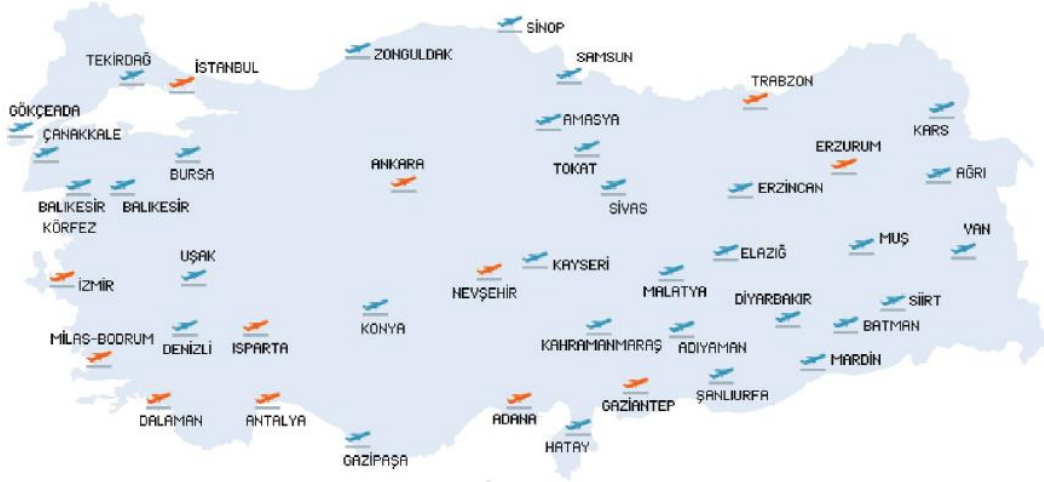 SİNOP
ZONGULDAK
SAMSUN
TEKİRDAĞ
İSTANBUL
TRABZON
GÖKÇEADA
ÇANAKKALE
AMASYA
KARS
BURSA
ANKARA
TOKAT
ERZURUM
AĞRI
BALIKESİR
KÖRFEZ
BALIKESİR
SİVAS
ERZİNCAN
VAN
UŞAK
KAYSERİ
ELAZIĞ
MUŞ
İZMİR
NEVŞEHİR
MALATYA
DİYARBAKIR
SİİRT
KONYA
MİLAS-BODRUM
DENİZLİ
ISPARTA
KAHRAMANMARAŞ
ADIYAMAN
BATMAN
MARDİN
DALAMAN
ANTALYA
ADANA
GAZİANTEP
ŞANLIURFA
HATAY
GAZİPAŞA